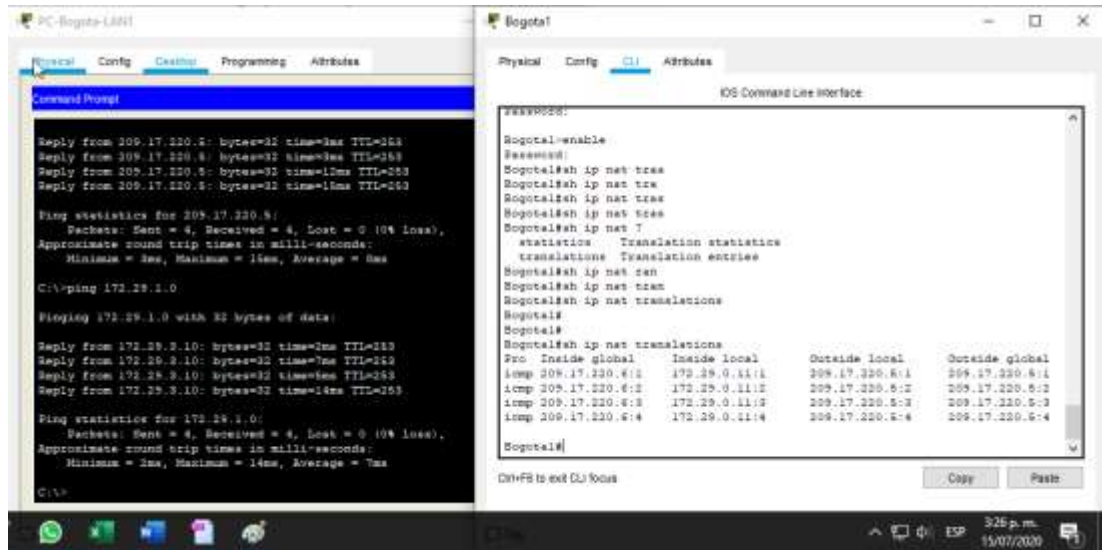 PC-Bogota-LAN1
Physical Config Desktop Programming Attributes
Command Prompt
Reply from 209.17.220.5: bytes=32 time=3ms TTL=253
Reply from 209.17.220.5: bytes=32 time=3ms TTL=253
Reply from 209.17.220.5: bytes=32 time=12ms TTL=253
Reply from 209.17.220.5: bytes=32 time=15ms TTL=253
Ping statistics for 209.17.220.5:
Packets: Sent = 4, Received = 4, Lost = 0 (0% loss),
Approximate round trip times in milli-seconds:
Minimum = 3ms, Maximum = 15ms, Average = 8ms
C:\>ping 172.29.1.0
Pinging 172.29.1.0 with 32 bytes of data:
Reply from 172.29.3.10: bytes=32 time=2ms TTL=253
Reply from 172.29.3.10: bytes=32 time=7ms TTL=253
Reply from 172.29.3.10: bytes=32 time=6ms TTL=253
Reply from 172.29.3.10: bytes=32 time=14ms TTL=253
Ping statistics for 172.29.1.0:
Packets: Sent = 4, Received = 4, Lost = 0 (0% loss),
Approximate round trip times in milli-seconds:
Minimum = 2ms, Maximum = 14ms, Average = 7ms
C:\>
Bogota1
Physical Config CLI Attributes
IOS Command Line Interface
Password:
Bogota1>enable
Password:
Bogota1#sh ip nat tras
Bogota1#sh ip nat tra
Bogota1#sh ip nat tras
Bogota1#sh ip nat tras
Bogota1#sh ip nat ?
statistics Translation statistics
translations Translation entries
Bogota1#sh ip nat ran
Bogota1#sh ip nat tran
Bogota1#sh ip nat translations
Bogota1#
Bogota1#
Bogota1#sh ip nat translations
Pro Inside global Inside local Outside local Outside global
icmp 209.17.220.6:1 172.29.0.11:1 209.17.220.5:1 209.17.220.5:1
icmp 209.17.220.6:2 172.29.0.11:2 209.17.220.5:2 209.17.220.5:2
icmp 209.17.220.6:3 172.29.0.11:3 209.17.220.5:3 209.17.220.5:3
icmp 209.17.220.6:4 172.29.0.11:4 209.17.220.5:4 209.17.220.5:4
Bogota1#
Ctrl+F6 to exit CLI focus
Copy Paste
ESP
3:26 p. m.
15/07/2020